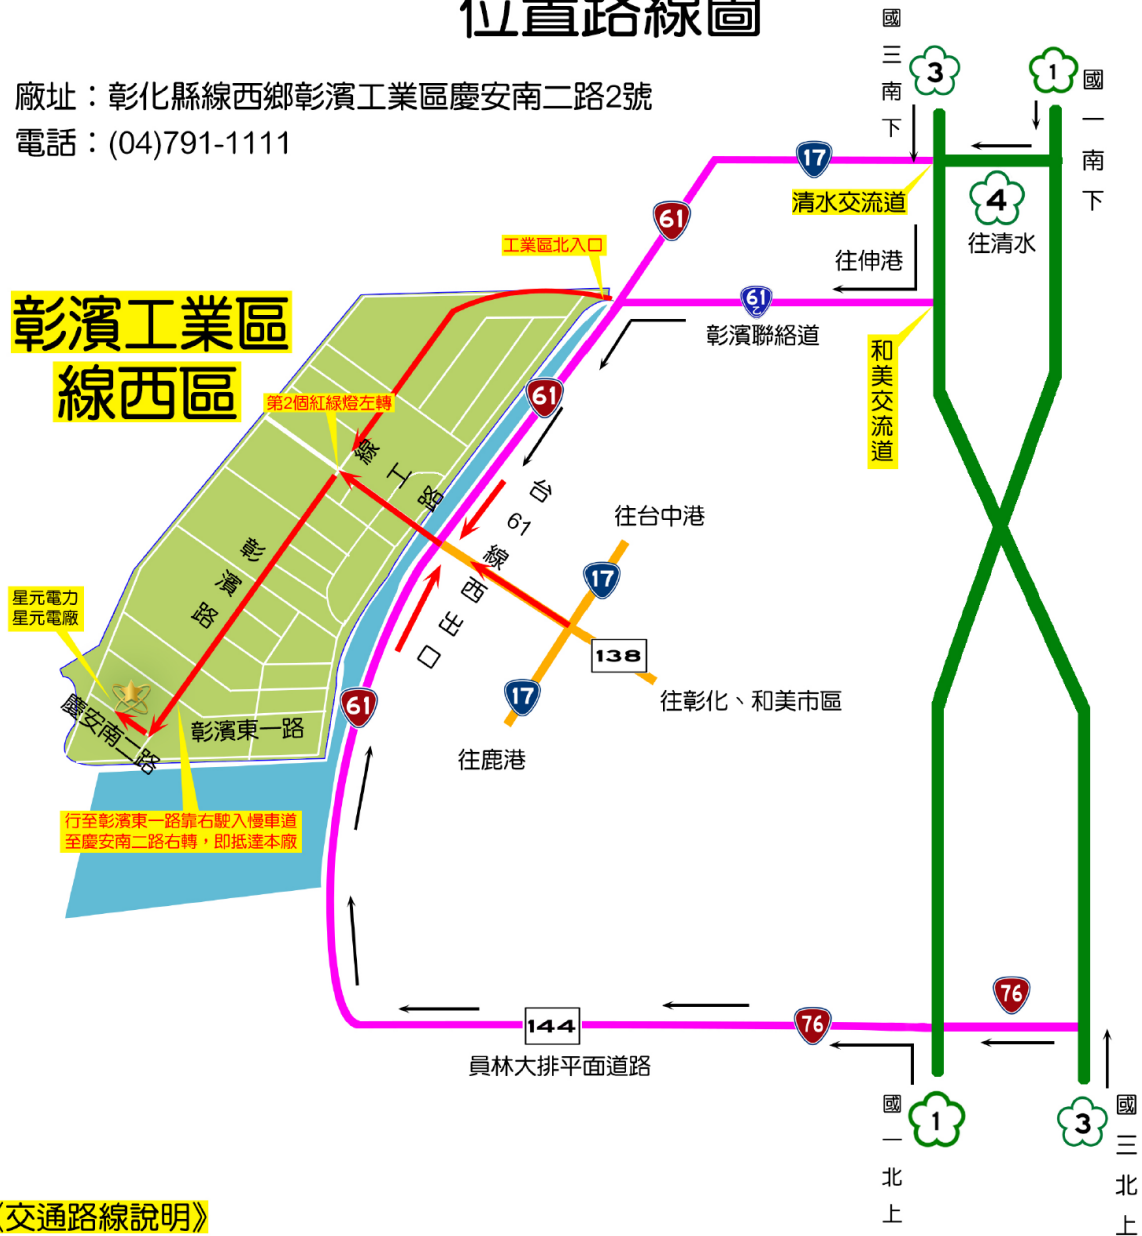 位置路線圖
廠址：彰化縣線西鄉彰濱工業區慶安南二路2號
電話：(04)791-1111
國三南下
3
1
國一南下
17
清水交流道
4
往清水
61
工業區北入口
往伸港
61乙
彰濱聯絡道
和美交流道
彰濱工業區
線西區
61
第2個紅綠燈左轉
線工路
台61線西出口
往台中港
17
彰濱路
星元電力
星元電廠
138
17
61
往彰化、和美市區
慶安南二路
彰濱東一路
往鹿港
行至彰濱東一路靠右駛入慢車道
至慶安南二路右轉，即抵達本廠
76
144
76
員林大排平面道路
國一北上
1
3
國三北上
《交通路線說明》